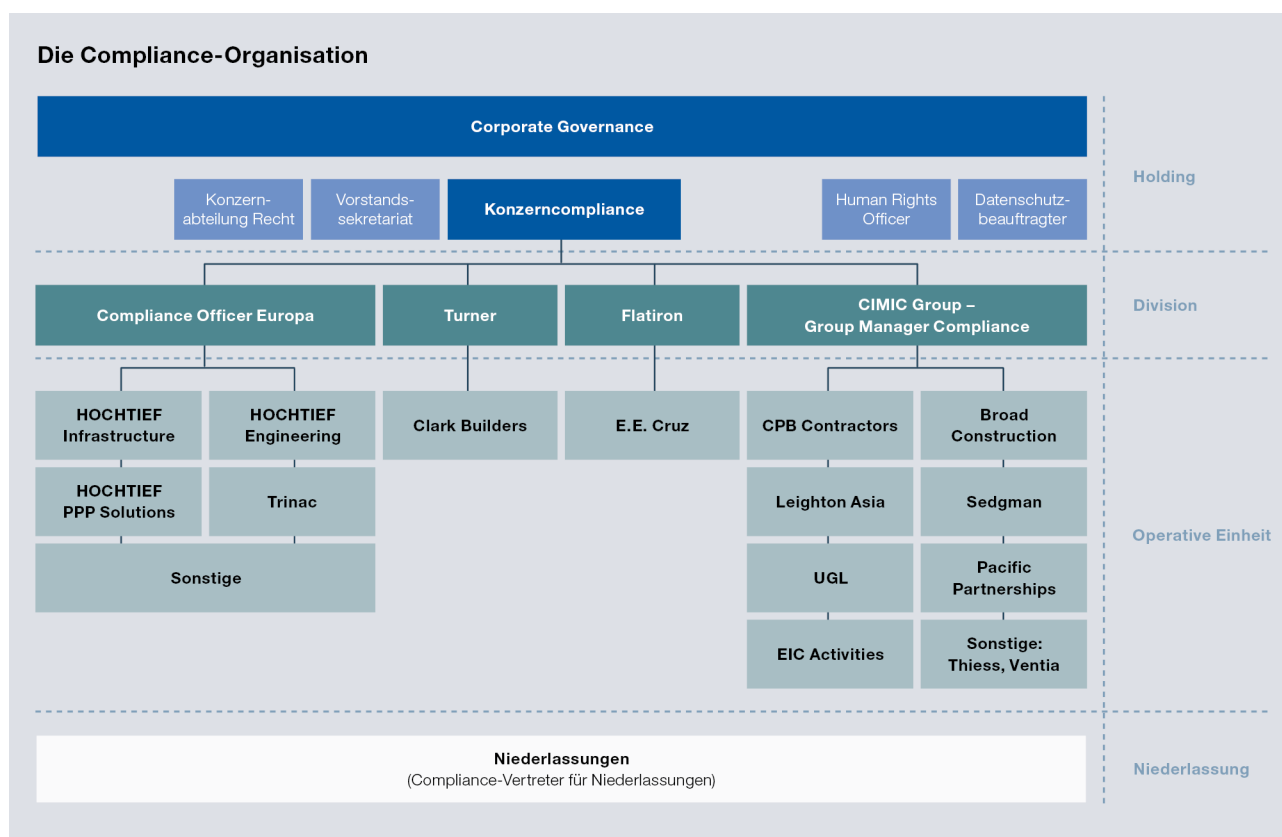 Die Compliance-Organisation
Corporate Governance
Holding
Konzern-
abteilung Recht
Vorstands-
sekretariat
Konzerncompliance
Human Rights
Officer
Datenschutz-
beauftragter
Compliance Officer Europa
Turner
Flatiron
CIMIC Group –
Group Manager Compliance
Division
HOCHTIEF
Infrastructure
HOCHTIEF
Engineering
Clark Builders
E.E. Cruz
CPB Contractors
Broad
Construction
HOCHTIEF
PPP Solutions
Trinac
Leighton Asia
Sedgman
Operative Einheit
Sonstige
UGL
Pacific
Partnerships
EIC Activities
Sonstige:
Thiess, Ventia
Niederlassungen
(Compliance-Vertreter für Niederlassungen)
Niederlassung